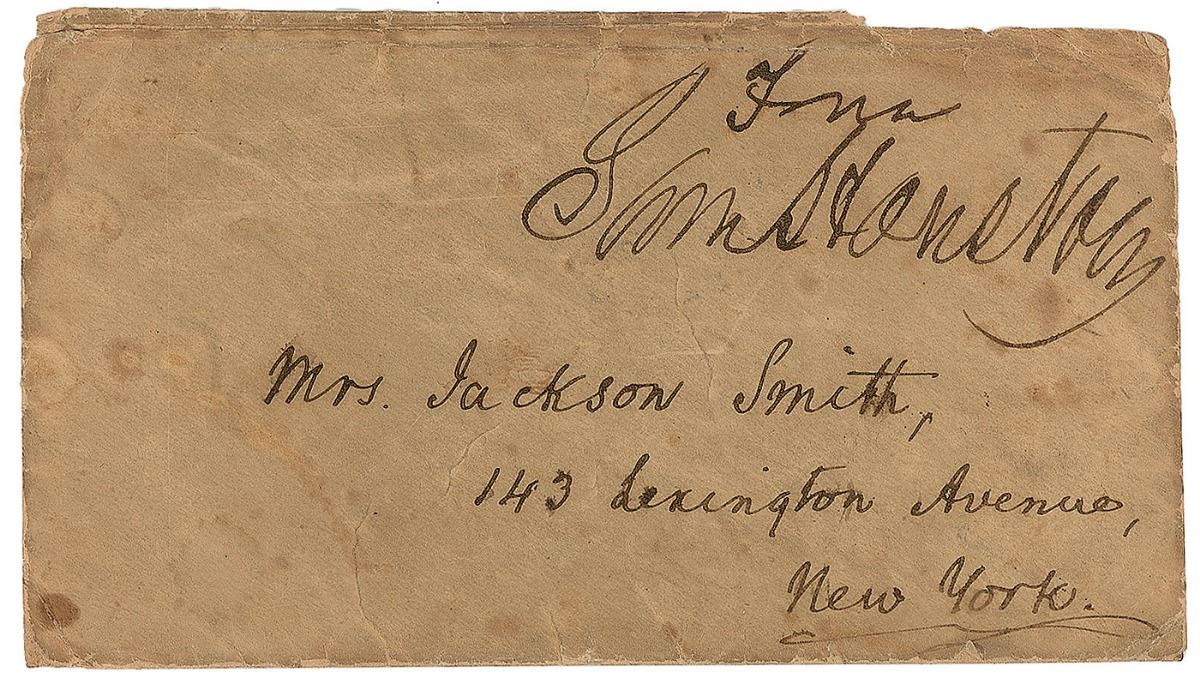 Free
Sam Houston
Mrs. Jackson Smith,
143 Lexington Avenue,
New York.